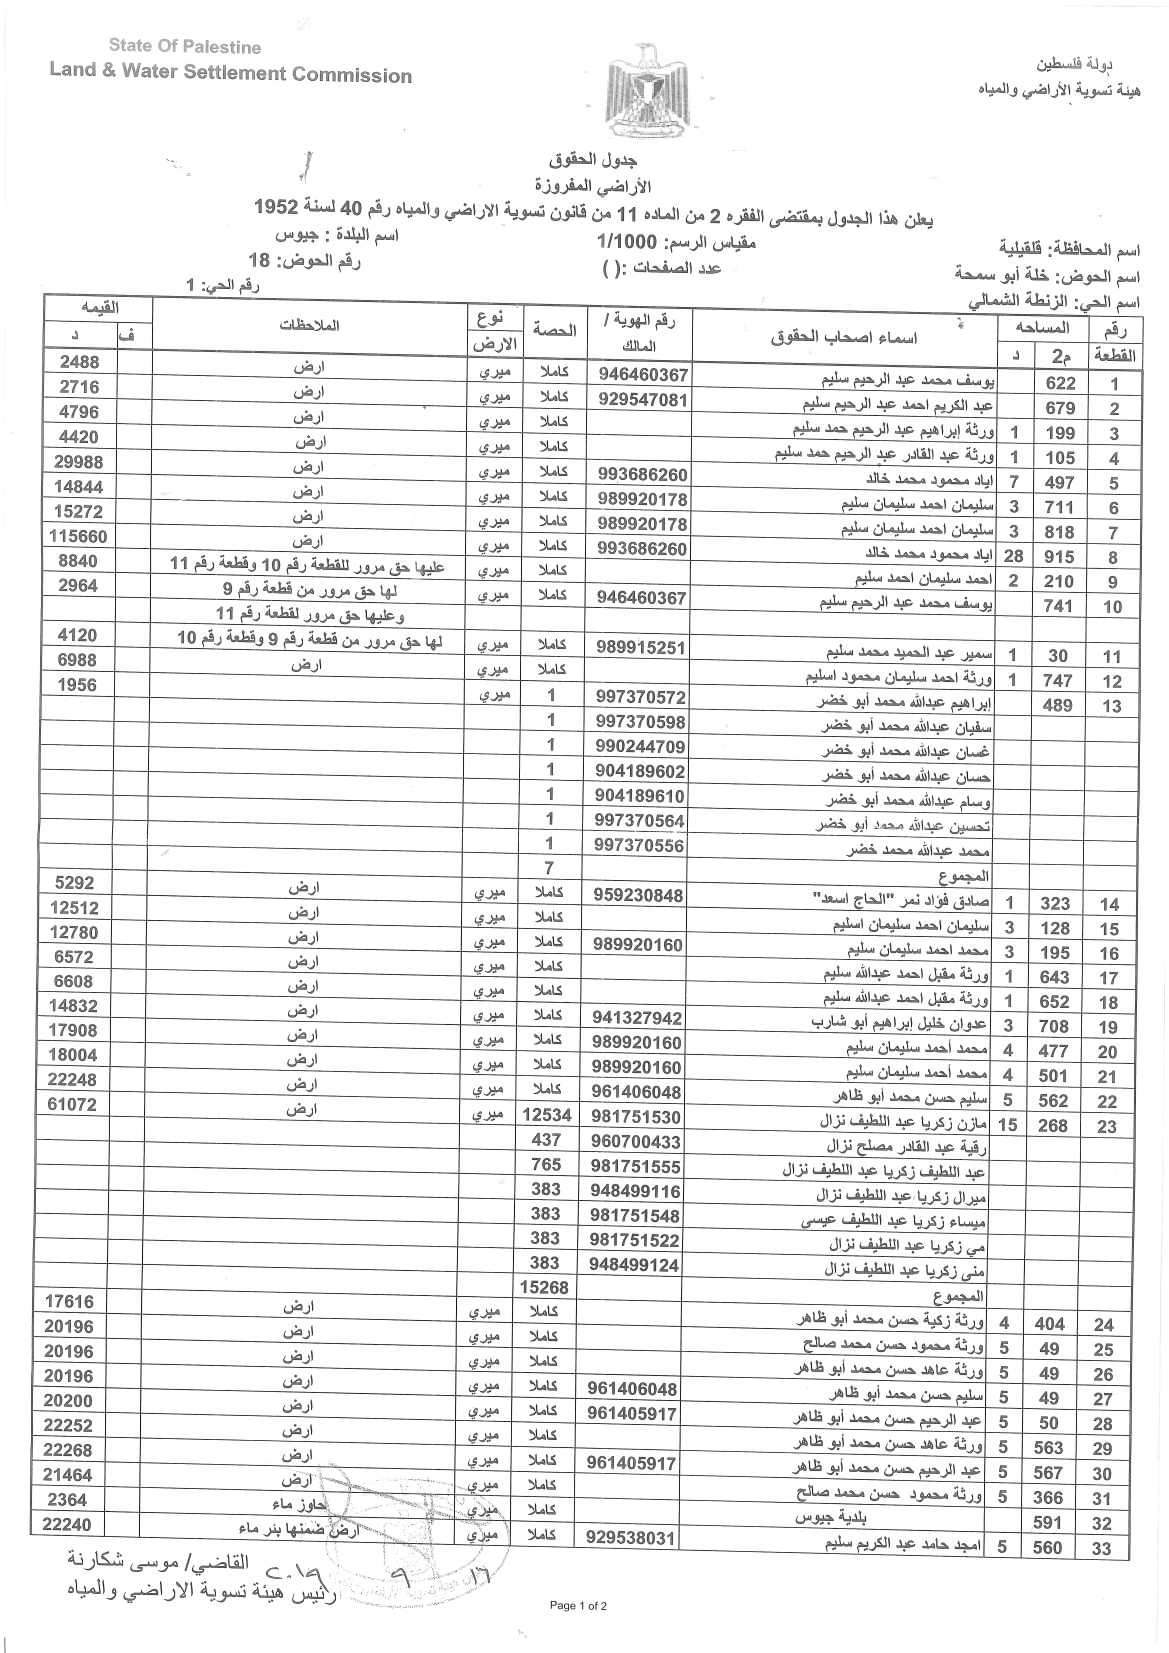 State Of Palestine
Land & Water Settlement Commission
دولة فلسطين
هيئة تسوية الأراضي والمياه
جدول الحقوق
الأراضي المفروزة
يعلن هذا الجدول بمقتضى الفقره 2 من الماده 11 من قانون تسوية الاراضي والمياه رقم 40 لسنة 1952
اسم المحافظة: قلقيلية مقياس الرسم: 1/1000 اسم البلدة : جيوس
اسم الحوض: خلة أبو سمحة عدد الصفحات :( ) رقم الحوض: 18
اسم الحي: الزنطة الشمالي رقم الحي: 1
رقم القطعة المساحه م2 د اسماء اصحاب الحقوق رقم الهوية / المالك الحصة نوع الارض الملاحظات القيمه ف د
1 622 يوسف محمد عبد الرحيم سليم 946460367 كاملا ميري ارض 2488
2 679 عبد الكريم احمد عبد الرحيم سليم 929547081 كاملا ميري ارض 2716
3 199 1 ورثة إبراهيم عبد الرحيم حمد سليم كاملا ميري ارض 4796
4 105 1 ورثة عبد القادر عبد الرحيم حمد سليم كاملا ميري ارض 4420
5 497 7 اياد محمود محمد خالد 993686260 كاملا ميري ارض 29988
6 711 3 سليمان احمد سليمان سليم 989920178 كاملا ميري ارض 14844
7 818 3 سليمان احمد سليمان سليم 989920178 كاملا ميري ارض 15272
8 915 28 اياد محمود محمد خالد 993686260 كاملا ميري ارض 115660
9 210 2 احمد سليمان احمد سليم كاملا ميري عليها حق مرور للقطعة رقم 10 وقطعة رقم 11 8840
10 741 يوسف محمد عبد الرحيم سليم 946460367 كاملا ميري لها حق مرور من قطعة رقم 9 2964
وعليها حق مرور لقطعة رقم 11
11 30 1 سمير عبد الحميد محمد سليم 989915251 كاملا ميري لها حق مرور من قطعة رقم 9 وقطعة رقم 10 4120
12 747 1 ورثة احمد سليمان محمود اسليم كاملا ميري ارض 6988
13 489 إبراهيم عبدالله محمد أبو خضر 997370572 1 ميري 1956
سفيان عبدالله محمد أبو خضر 997370598 1
غسان عبدالله محمد أبو خضر 990244709 1
حسان عبدالله محمد أبو خضر 904189602 1
وسام عبدالله محمد أبو خضر 904189610 1
تحسين عبدالله محمد أبو خضر 997370564 1
محمد عبدالله محمد خضر 997370556 1
المجموع 7
14 323 1 صادق فؤاد نمر "الحاج اسعد" 959230848 كاملا ميري ارض 5292
15 128 3 سليمان احمد سليمان اسليم كاملا ميري ارض 12512
16 195 3 محمد احمد سليمان سليم 989920160 كاملا ميري ارض 12780
17 643 1 ورثة مقبل احمد عبدالله سليم كاملا ميري ارض 6572
18 652 1 ورثة مقبل احمد عبدالله سليم كاملا ميري ارض 6608
19 708 3 عدوان خليل إبراهيم أبو شارب 941327942 كاملا ميري ارض 14832
20 477 4 محمد أحمد سليمان سليم 989920160 كاملا ميري ارض 17908
21 501 4 محمد أحمد سليمان سليم 989920160 كاملا ميري ارض 18004
22 562 5 سليم حسن محمد أبو ظاهر 961406048 كاملا ميري ارض 22248
23 268 15 مازن زكريا عبد اللطيف نزال 981751530 12534 ميري ارض 61072
رقية عبد القادر مصلح نزال 960700433 437
عبد اللطيف زكريا عبد اللطيف نزال 981751555 765
ميرال زكريا عبد اللطيف نزال 948499116 383
ميساء زكريا عبد اللطيف عيسى 981751548 383
مي زكريا عبد اللطيف نزال 981751522 383
منى زكريا عبد اللطيف نزال 948499124 383
المجموع 15268
24 404 4 ورثة زكية حسن محمد أبو ظاهر كاملا ميري ارض 17616
25 49 5 ورثة محمود حسن محمد صالح كاملا ميري ارض 20196
26 49 5 ورثة عاهد حسن محمد أبو ظاهر كاملا ميري ارض 20196
27 49 5 سليم حسن محمد أبو ظاهر 961406048 كاملا ميري ارض 20196
28 50 5 عبد الرحيم حسن محمد أبو ظاهر 961405917 كاملا ميري ارض 20200
29 563 5 ورثة عاهد حسن محمد أبو ظاهر كاملا ميري ارض 22252
30 567 5 عبد الرحيم حسن محمد أبو ظاهر 961405917 كاملا ميري ارض 22268
31 366 5 ورثة محمود حسن محمد صالح كاملا ميري ارض 21464
32 591 بلدية جيوس كاملا ميري حاوز ماء 2364
33 560 5 امجد حامد عبد الكريم سليم 929538031 كاملا ميري ارض ضمنها بئر ماء 22240
القاضي/ موسى شكارنة
رئيس هيئة تسوية الاراضي والمياه
١٦ ٩ ٢٠١٩
Page 1 of 2